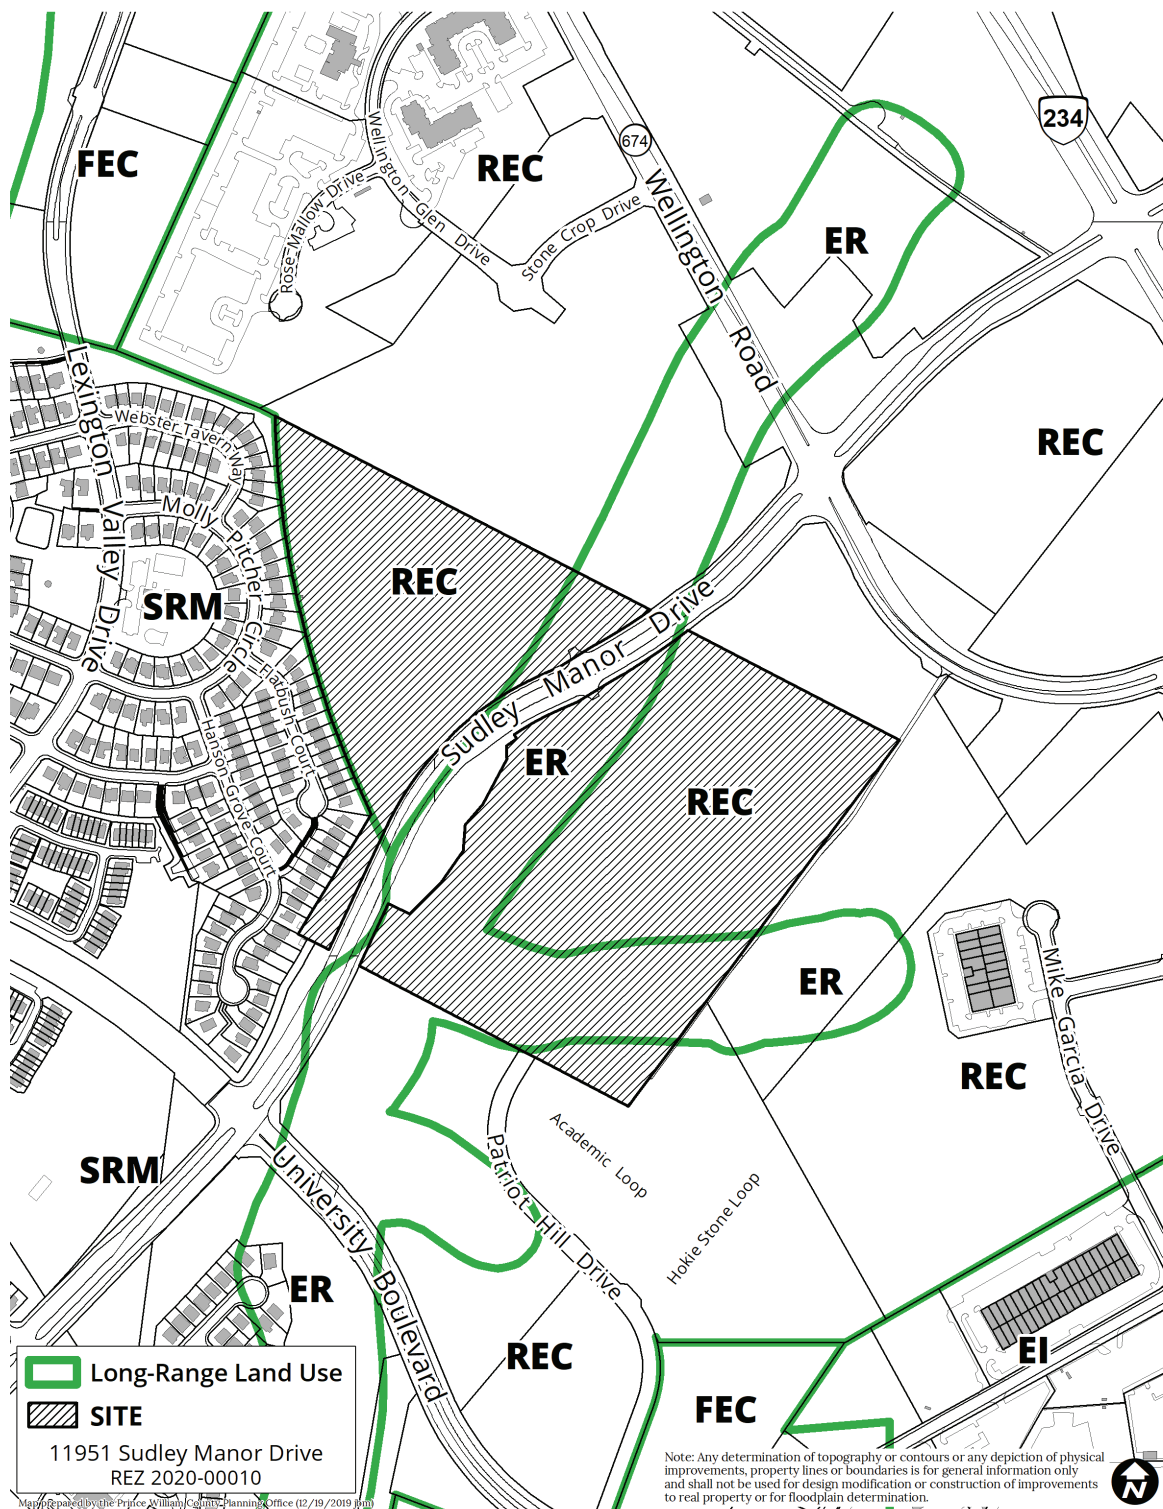 234
FEC
REC
674
Wellington Glen Drive
Rose Mallow Drive
Stone Crop Drive
Wellington Road
ER
REC
Lexington Valley Drive
Webster Tavern Way
Molly Pitcher Circle
SRM
REC
Flatbush Court
Hanson Grove Court
Sudley Manor Drive
ER
REC
ER
Mike Garcia Drive
REC
Academic Loop
Hokie Stone Loop
Patriot Hill Drive
SRM
University Boulevard
ER
REC
FEC
EI
Long-Range Land Use
SITE
11951 Sudley Manor Drive
REZ 2020-00010
Map prepared by the Prince William County Planning Office (12/19/2019 jbm)
Note: Any determination of topography or contours or any depiction of physical
improvements, property lines or boundaries is for general information only
and shall not be used for design modification or construction of improvements
to real property or for floodplain determination.
N